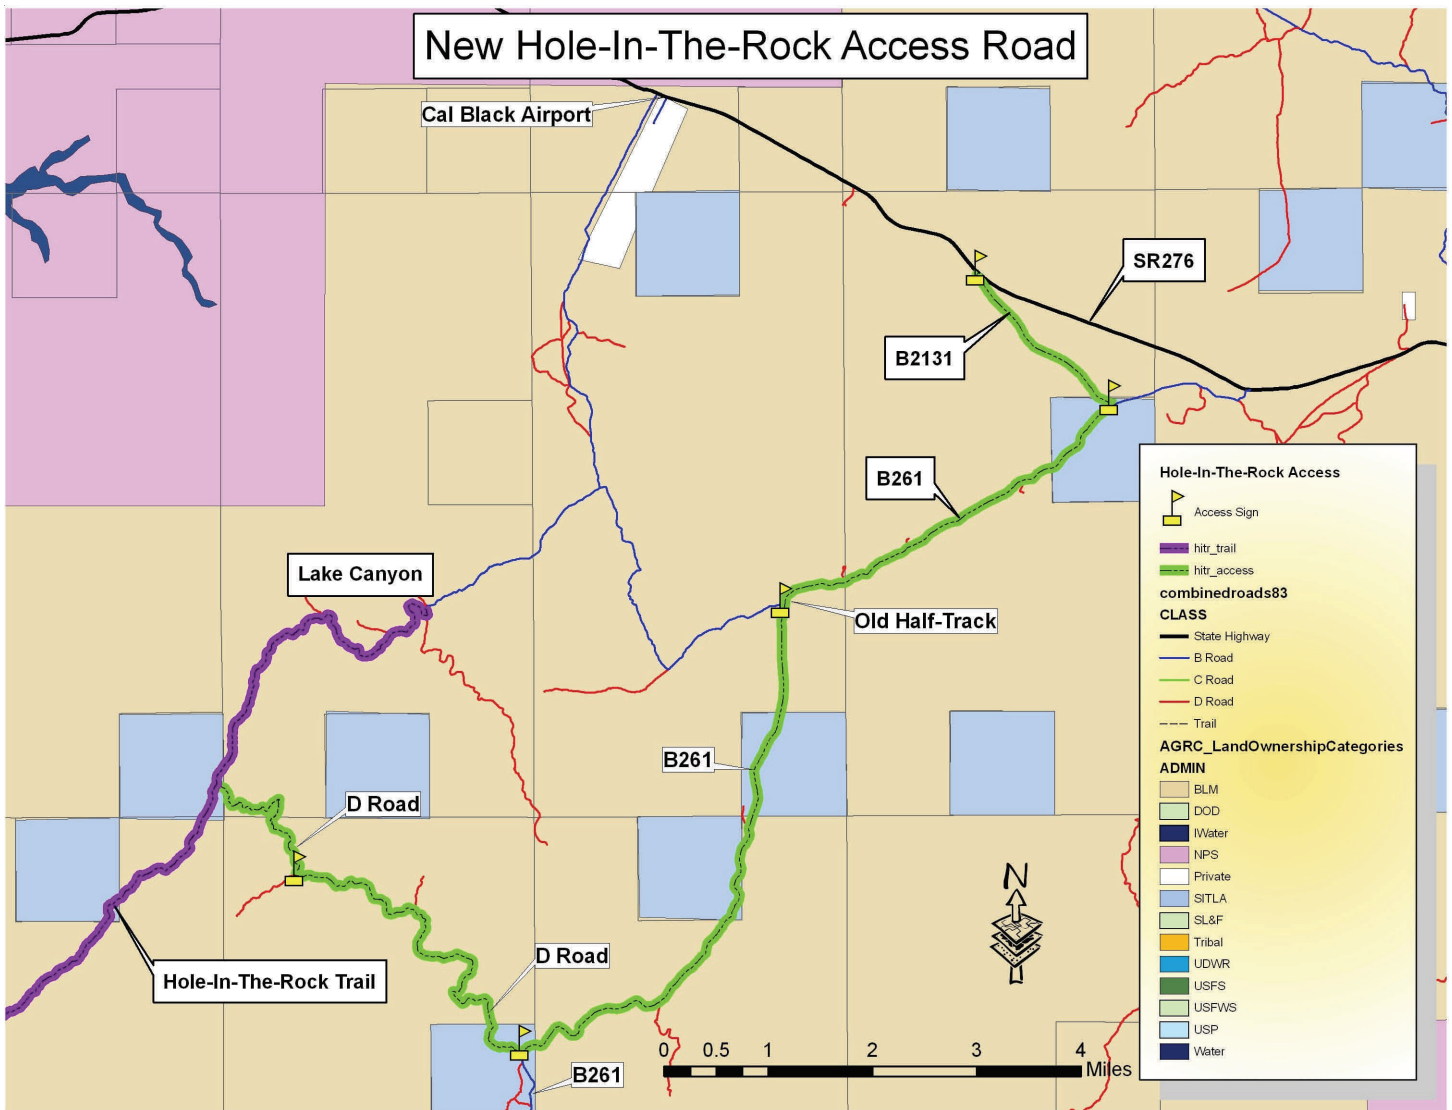 New Hole-In-The-Rock Access Road
Cal Black Airport
SR276
B2131
B261
Lake Canyon
Old Half-Track
B261
D Road
D Road
Hole-In-The-Rock Trail
B261
N
0 0.5 1 2 3 4
Miles
Hole-In-The-Rock Access
Access Sign
hitr_trail
hitr_access
combinedroads83
CLASS
State Highway
B Road
C Road
D Road
Trail
AGRC_LandOwnershipCategories
ADMIN
BLM
DOD
IWater
NPS
Private
SITLA
SL&F
Tribal
UDWR
USFS
USFWS
USP
Water